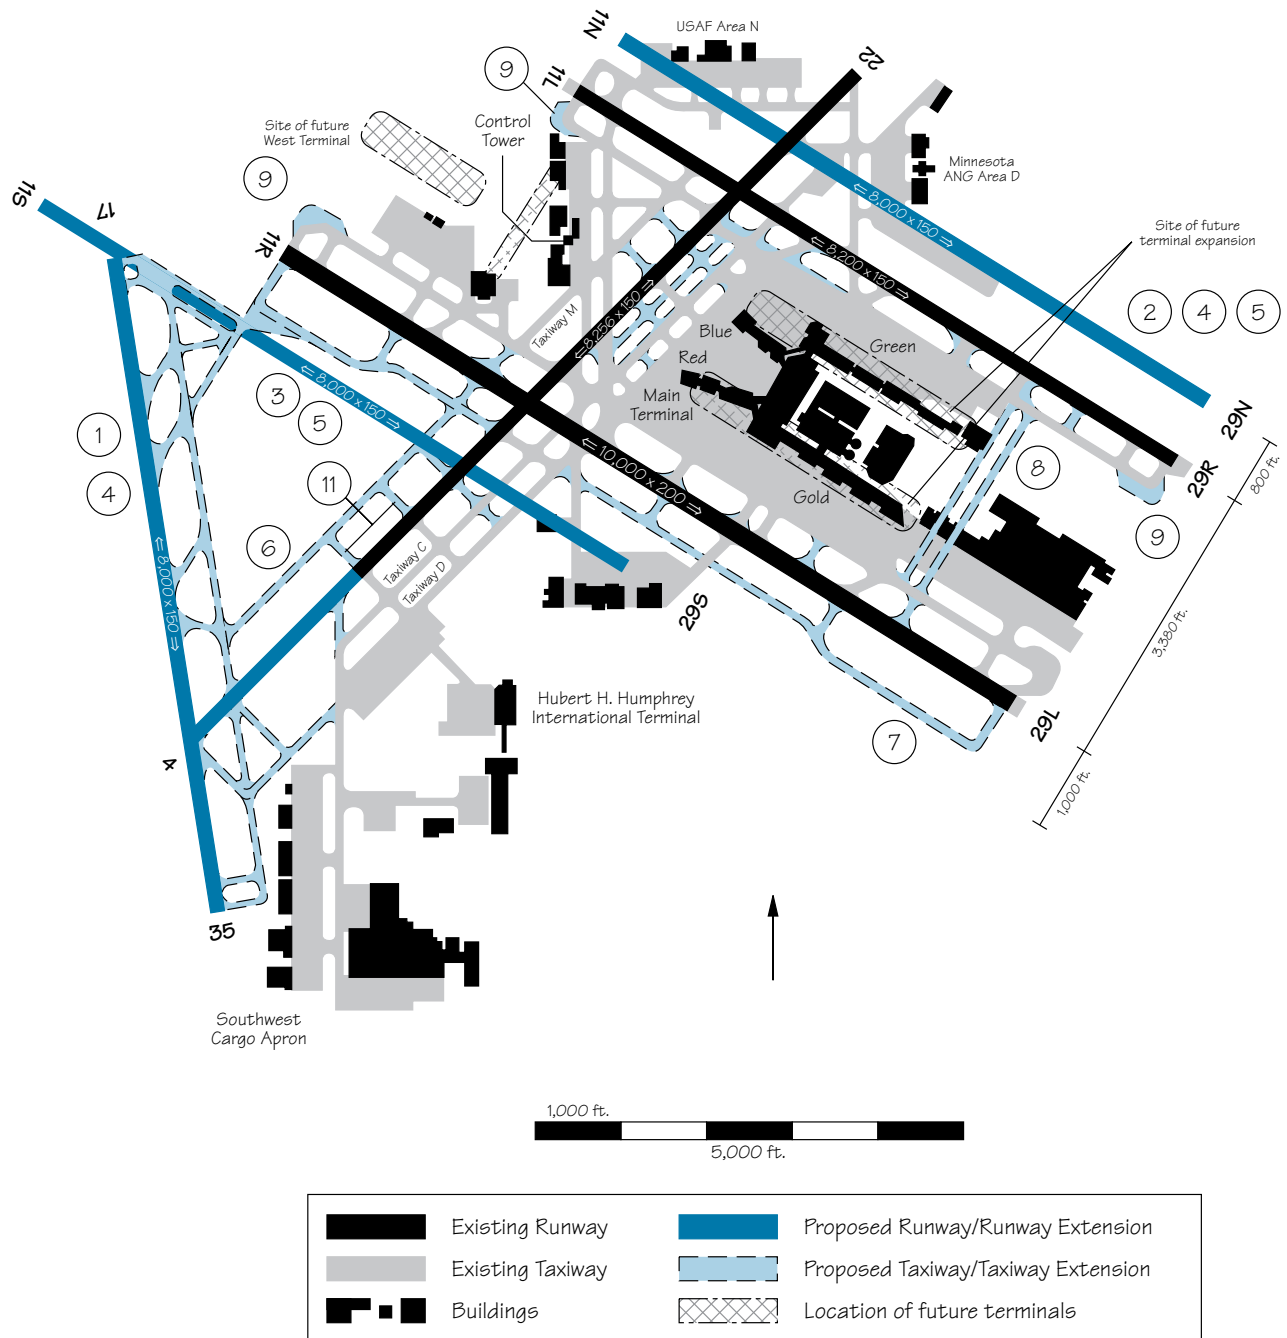 USAF Area N
11N
22
9
11L
Control
Tower
Site of future
West Terminal
Minnesota
ANG Area D
9
11S
17
11R
⇐ 8,000 x 150 ⇒
Site of future
terminal expansion
⇐ 8,200 x 150 ⇒
2
4
5
⇐ 8,256 x 150 ⇒
Taxiway M
Blue
Green
Red
Main
Terminal
⇐ 8,000 x 150 ⇒
3
5
1
4
29N
⇐ 10,000 x 200 ⇒
8
11
Gold
29R
800 ft.
9
6
Taxiway C
Taxiway D
⇐ 8,000 x 150 ⇒
29S
3,380 ft.
Hubert H. Humphrey
International Terminal
29L
7
4
1,000 ft.
35
Southwest
Cargo Apron
1,000 ft.
5,000 ft.
Existing Runway
Proposed Runway/Runway Extension
Existing Taxiway
Proposed Taxiway/Taxiway Extension
Buildings
Location of future terminals